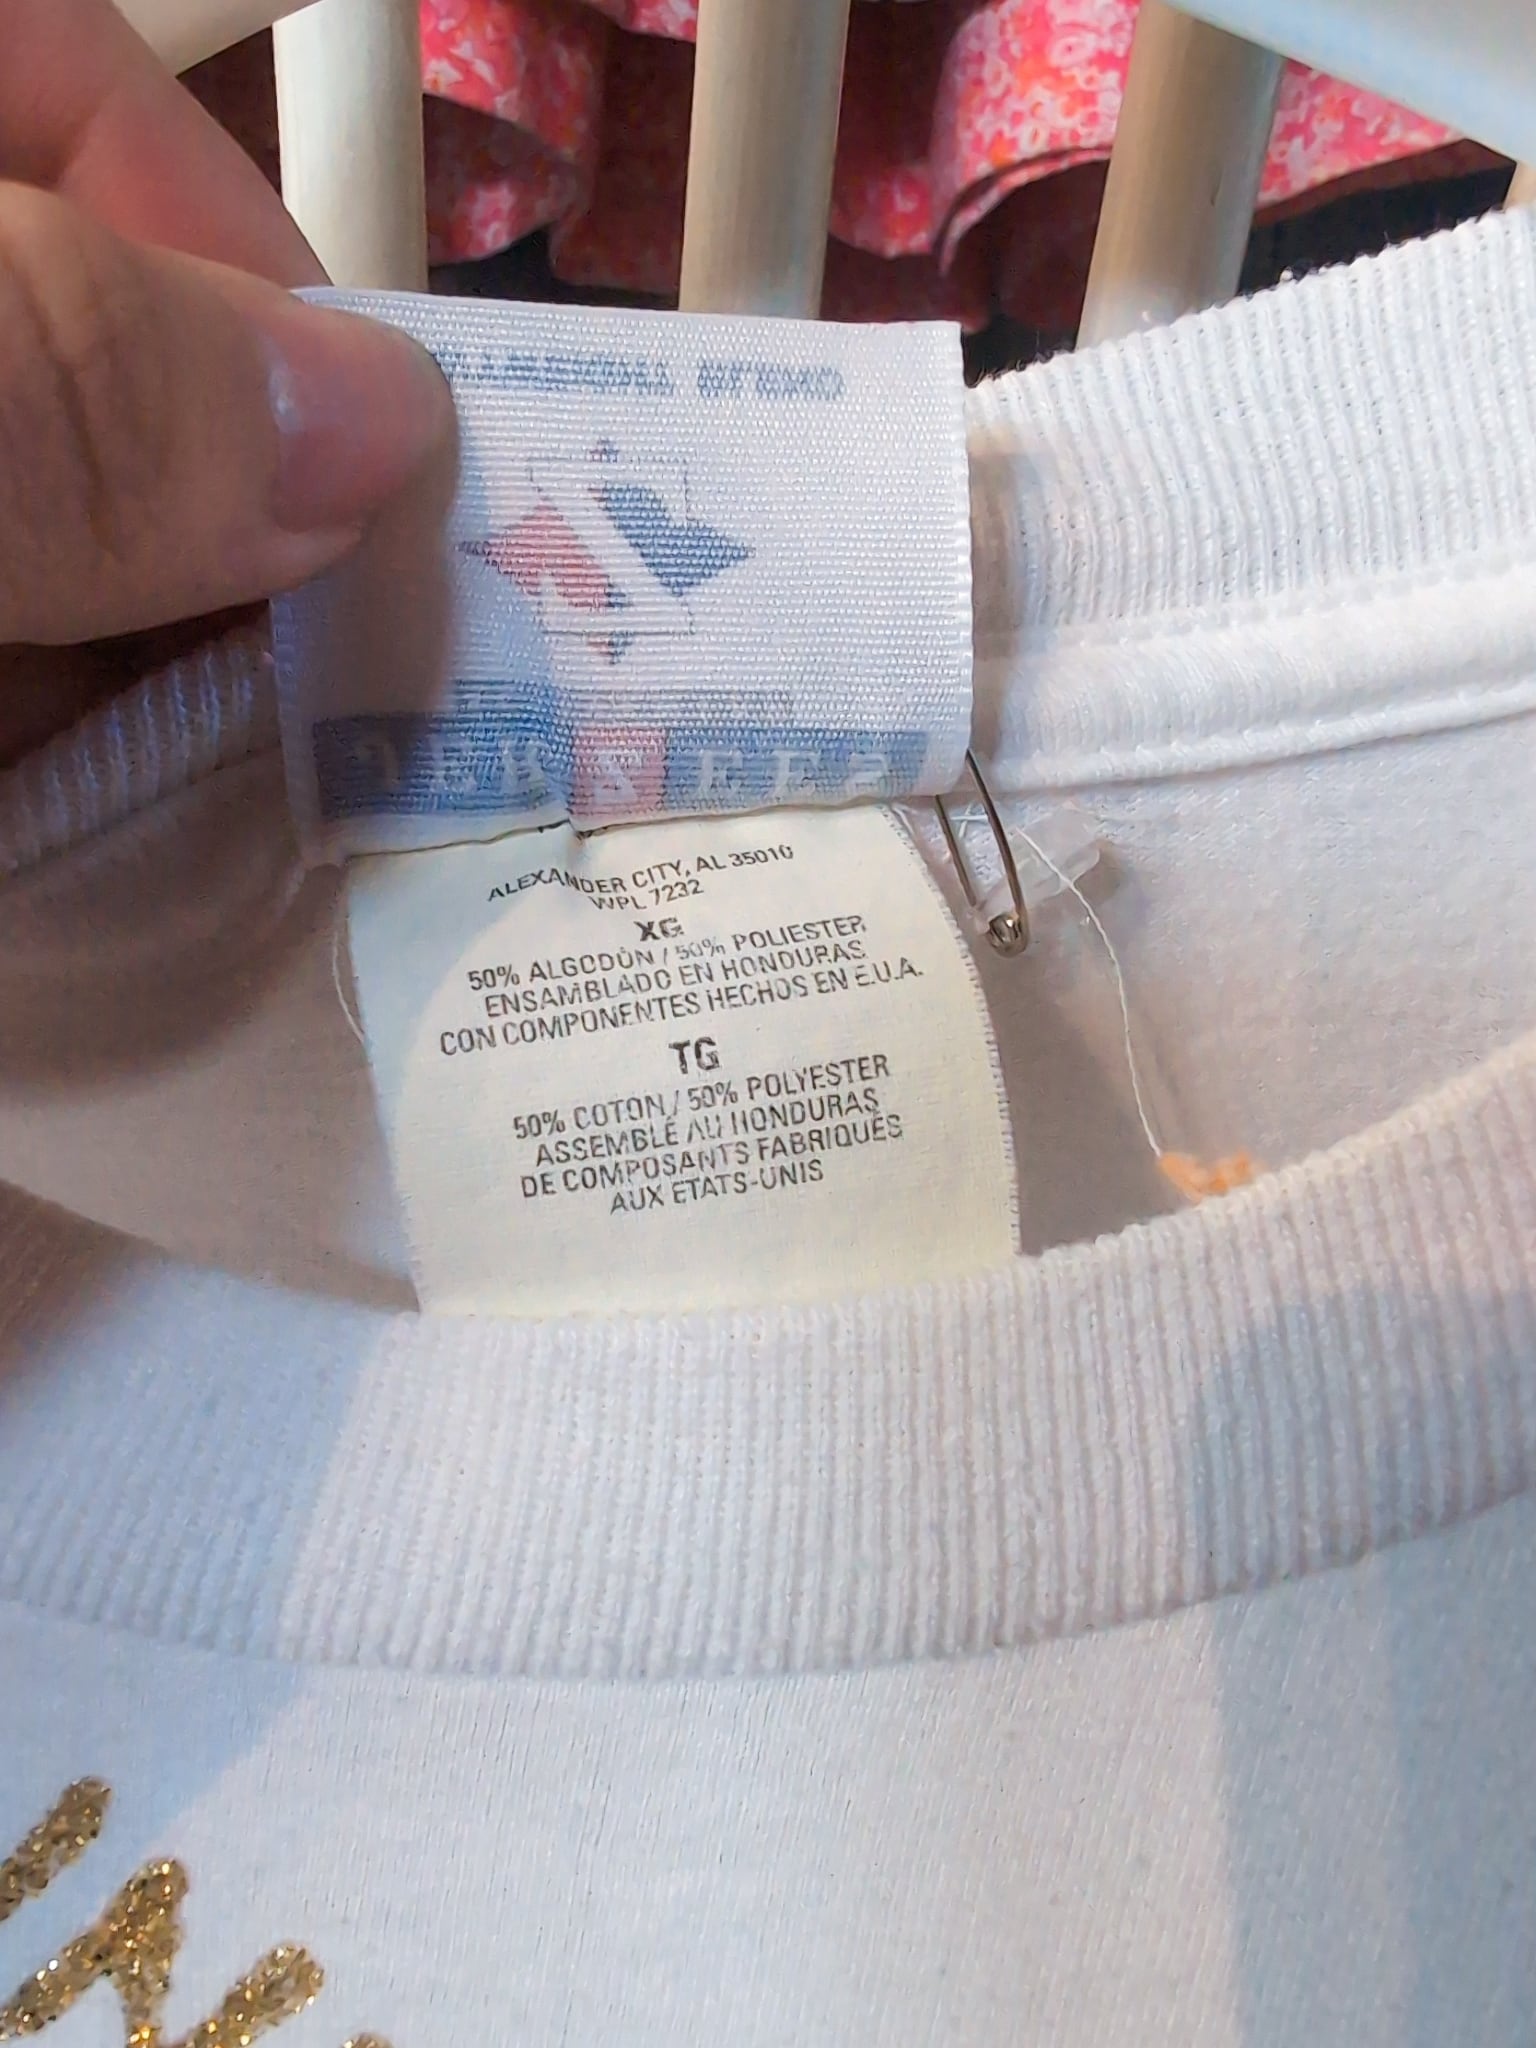 ALEXANDER CITY, AL 35010
WPL 7232
XG
50% ALGODÓN / 50% POLIESTER
ENSAMBLADO EN HONDURAS
CON COMPONENTES HECHOS EN E.U.A.
TG
50% COTON / 50% POLYESTER
ASSEMBLÉ AU HONDURAS
DE COMPOSANTS FABRIQUÉS
AUX ETATS-UNIS